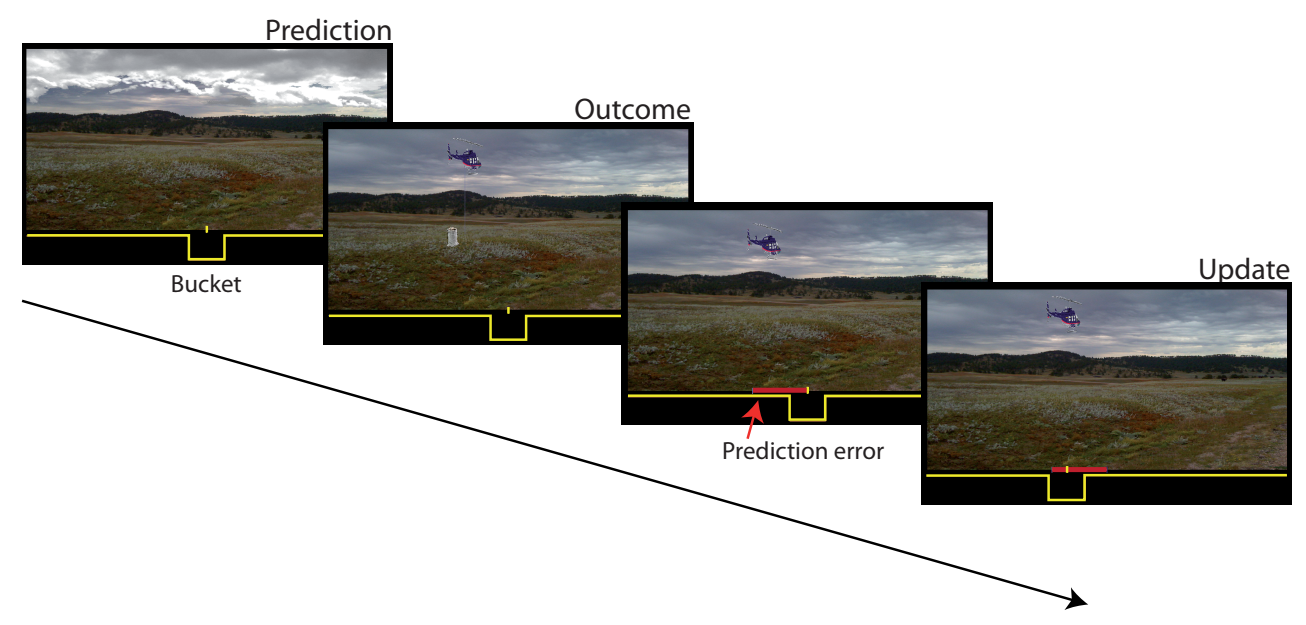 Prediction
Outcome
Update
Bucket
Prediction error